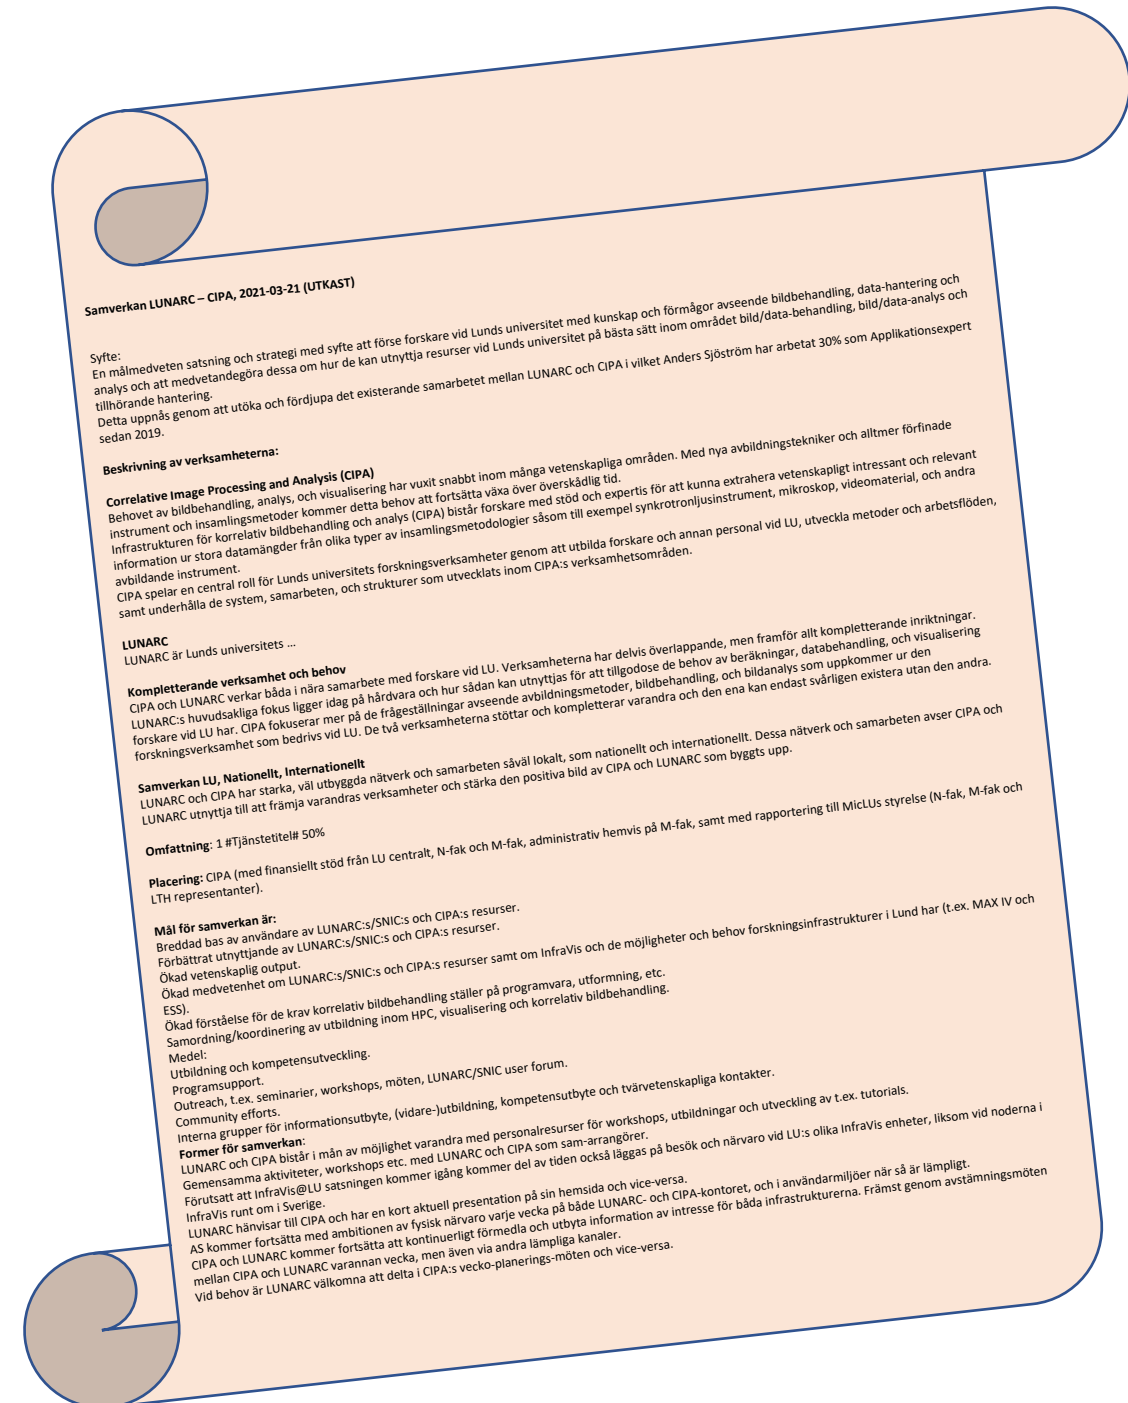 Samverkan LUNARC – CIPA, 2021-03-21 (UTKAST)
Syfte:
En målmedveten satsning och strategi med syfte att förse forskare vid Lunds universitet med kunskap och förmågor avseende bildbehandling, data-hantering och
analys och att medvetandegöra dessa om hur de kan utnyttja resurser vid Lunds universitet på bästa sätt inom området bild/data-behandling, bild/data-analys och
tillhörande hantering.
Detta uppnås genom att utöka och fördjupa det existerande samarbetet mellan LUNARC och CIPA i vilket Anders Sjöström har arbetat 30% som Applikationsexpert
sedan 2019.
Beskrivning av verksamheterna:
Correlative Image Processing and Analysis (CIPA)
Behovet av bildbehandling, analys, och visualisering har vuxit snabbt inom många vetenskapliga områden. Med nya avbildningstekniker och alltmer förfinade
instrument och insamlingsmetoder kommer detta behov att fortsätta växa över överskådlig tid.
Infrastrukturen för korrelativ bildbehandling och analys (CIPA) bistår forskare med stöd och expertis för att kunna extrahera vetenskapligt intressant och relevant
information ur stora datamängder från olika typer av insamlingsmetodologier såsom till exempel synkrotronljusinstrument, mikroskop, videomaterial, och andra
avbildande instrument.
CIPA spelar en central roll för Lunds universitets forskningsverksamheter genom att utbilda forskare och annan personal vid LU, utveckla metoder och arbetsflöden,
samt underhålla de system, samarbeten, och strukturer som utvecklats inom CIPA:s verksamhetsområden.
LUNARC
LUNARC är Lunds universitets ...
Kompletterande verksamhet och behov
CIPA och LUNARC verkar båda i nära samarbete med forskare vid LU. Verksamheterna har delvis överlappande, men framför allt kompletterande inriktningar.
LUNARC:s huvudsakliga fokus ligger idag på hårdvara och hur sådan kan utnyttjas för att tillgodose de behov av beräkningar, databehandling, och visualisering
forskare vid LU har. CIPA fokuserar mer på de frågeställningar avseende avbildningsmetoder, bildbehandling, och bildanalys som uppkommer ur den
forskningsverksamhet som bedrivs vid LU. De två verksamheterna stöttar och kompletterar varandra och den ena kan endast svårligen existera utan den andra.
Samverkan LU, Nationellt, Internationellt
LUNARC och CIPA har starka, väl utbyggda nätverk och samarbeten såväl lokalt, som nationellt och internationellt. Dessa nätverk och samarbeten avser CIPA och
LUNARC utnyttja till att främja varandras verksamheter och stärka den positiva bild av CIPA och LUNARC som byggts upp.
Omfattning: 1 #Tjänstetitel# 50%
Placering: CIPA (med finansiellt stöd från LU centralt, N-fak och M-fak, administrativ hemvis på M-fak, samt med rapportering till MicLUs styrelse (N-fak, M-fak och
LTH representanter).
Mål för samverkan är:
Breddad bas av användare av LUNARC:s/SNIC:s och CIPA:s resurser.
Förbättrat utnyttjande av LUNARC:s/SNIC:s och CIPA:s resurser.
Ökad vetenskaplig output.
Ökad medvetenhet om LUNARC:s/SNIC:s och CIPA:s resurser samt om InfraVis och de möjligheter och behov forskningsinfrastrukturer i Lund har (t.ex. MAX IV och
ESS).
Ökad förståelse för de krav korrelativ bildbehandling ställer på programvara, utformning, etc.
Samordning/koordinering av utbildning inom HPC, visualisering och korrelativ bildbehandling.
Medel:
Utbildning och kompetensutveckling.
Programsupport.
Outreach, t.ex. seminarier, workshops, möten, LUNARC/SNIC user forum.
Community efforts.
Interna grupper för informationsutbyte, (vidare-)utbildning, kompetensutbyte och tvärvetenskapliga kontakter.
Former för samverkan:
LUNARC och CIPA bistår i mån av möjlighet varandra med personalresurser för workshops, utbildningar och utveckling av t.ex. tutorials.
Gemensamma aktiviteter, workshops etc. med LUNARC och CIPA som sam-arrangörer.
Förutsatt att InfraVis@LU satsningen kommer igång kommer del av tiden också läggas på besök och närvaro vid LU:s olika InfraVis enheter, liksom vid noderna i
InfraVis runt om i Sverige.
LUNARC hänvisar till CIPA och har en kort aktuell presentation på sin hemsida och vice-versa.
AS kommer fortsätta med ambitionen av fysisk närvaro varje vecka på både LUNARC- och CIPA-kontoret, och i användarmiljöer när så är lämpligt.
CIPA och LUNARC kommer fortsätta att kontinuerligt förmedla och utbyta information av intresse för båda infrastrukturerna. Främst genom avstämningsmöten
mellan CIPA och LUNARC varannan vecka, men även via andra lämpliga kanaler.
Vid behov är LUNARC välkomna att delta i CIPA:s vecko-planerings-möten och vice-versa.